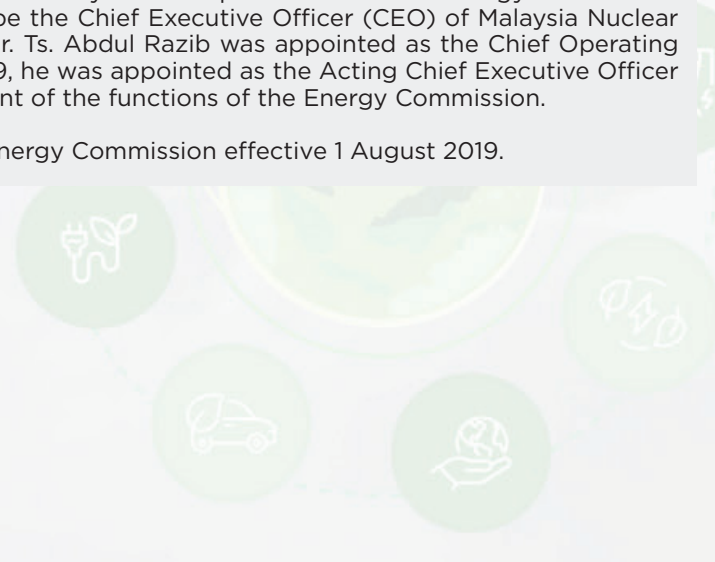 be the Chief Executive Officer (CEO) of Malaysia Nuclear
r. Ts. Abdul Razib was appointed as the Chief Operating
9, he was appointed as the Acting Chief Executive Officer
nt of the functions of the Energy Commission.
nergy Commission effective 1 August 2019.